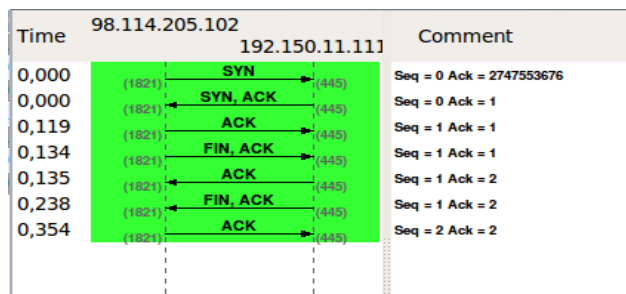 Time 98.114.205.102 192.150.11.111 Comment
0,000 (1821) SYN (445) Seq = 0 Ack = 2747553676
0,000 (1821) SYN, ACK (445) Seq = 0 Ack = 1
0,119 (1821) ACK (445) Seq = 1 Ack = 1
0,134 (1821) FIN, ACK (445) Seq = 1 Ack = 1
0,135 (1821) ACK (445) Seq = 1 Ack = 2
0,238 (1821) FIN, ACK (445) Seq = 1 Ack = 2
0,354 (1821) ACK (445) Seq = 2 Ack = 2